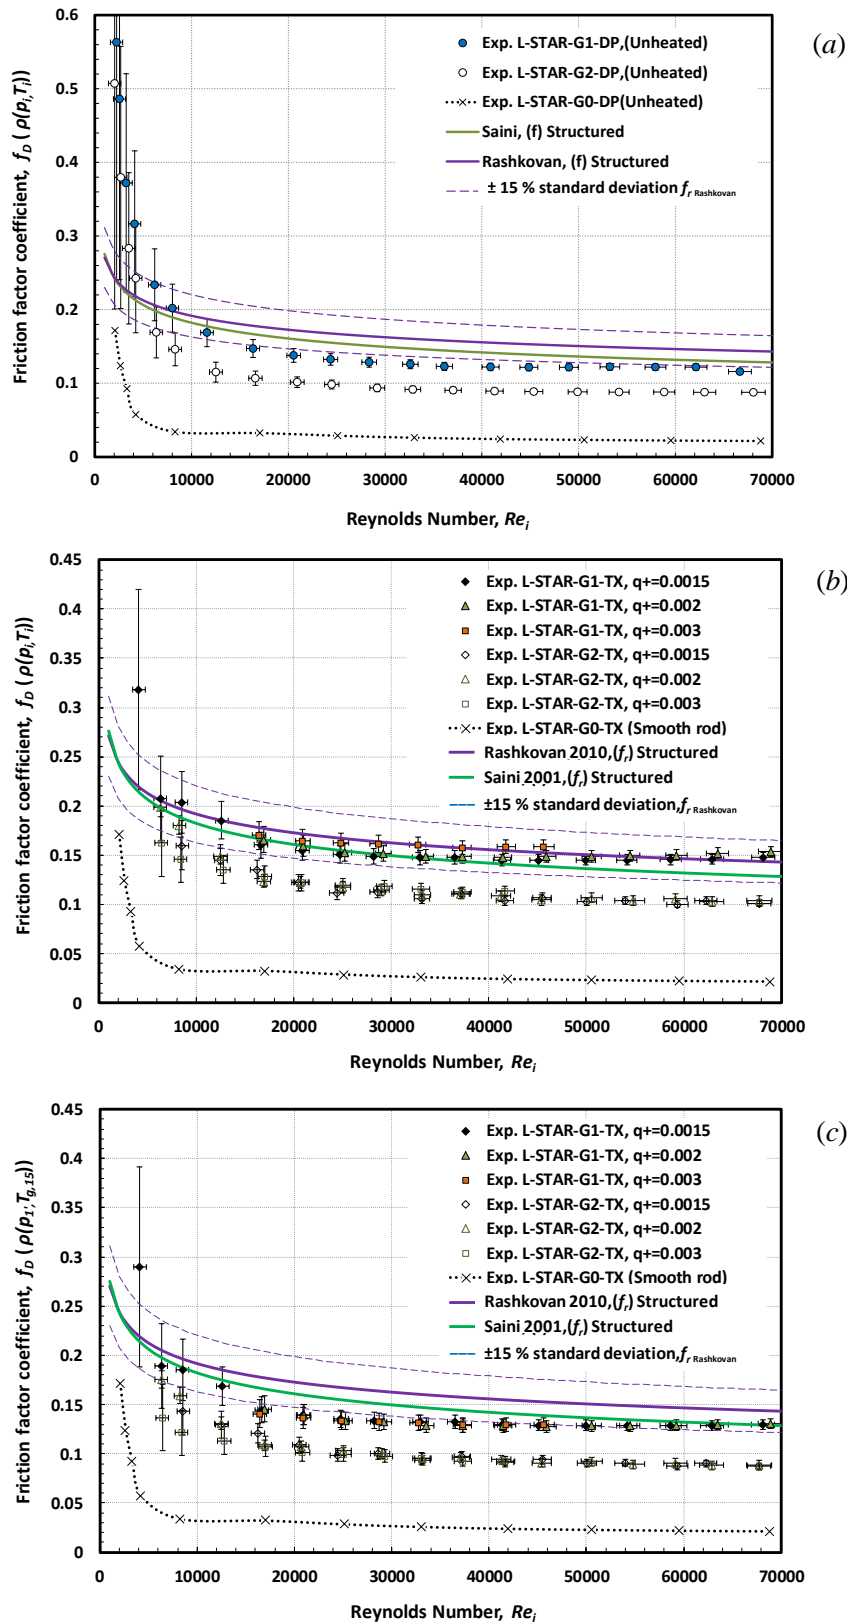 (a)
Friction factor coefficient, f_D ( ρ(p_i,T_i)
0.6
0.5
0.4
0.3
0.2
0.1
0
Exp. L-STAR-G1-DP,(Unheated)
Exp. L-STAR-G2-DP,(Unheated)
Exp. L-STAR-G0-DP(Unheated)
Saini, (f) Structured
Rashkovan, (f) Structured
± 15 % standard deviation f_r Rashkovan
0 10000 20000 30000 40000 50000 60000 70000
Reynolds Number, Re_i
(b)
Friction factor coefficient, f_D ( ρ(p_i,T_i)
0.45
0.4
0.35
0.3
0.25
0.2
0.15
0.1
0.05
0
Exp. L-STAR-G1-TX, q+=0.0015
Exp. L-STAR-G1-TX, q+=0.002
Exp. L-STAR-G1-TX, q+=0.003
Exp. L-STAR-G2-TX, q+=0.0015
Exp. L-STAR-G2-TX, q+=0.002
Exp. L-STAR-G2-TX, q+=0.003
Exp. L-STAR-G0-TX (Smooth rod)
Rashkovan 2010,(f_r) Structured
Saini 2001,(f_r) Structured
±15 % standard deviation,f_r Rashkovan
0 10000 20000 30000 40000 50000 60000 70000
Reynolds Number, Re_i
(c)
Friction factor coefficient, f_D ( ρ(p_1,T_g,15))
0.45
0.4
0.35
0.3
0.25
0.2
0.15
0.1
0.05
0
Exp. L-STAR-G1-TX, q+=0.0015
Exp. L-STAR-G1-TX, q+=0.002
Exp. L-STAR-G1-TX, q+=0.003
Exp. L-STAR-G2-TX, q+=0.0015
Exp. L-STAR-G2-TX, q+=0.002
Exp. L-STAR-G2-TX, q+=0.003
Exp. L-STAR-G0-TX (Smooth rod)
Rashkovan 2010,(f_r) Structured
Saini 2001,(f_r) Structured
±15 % standard deviation,f_r Rashkovan
0 10000 20000 30000 40000 50000 60000 70000
Reynolds Number, Re_i